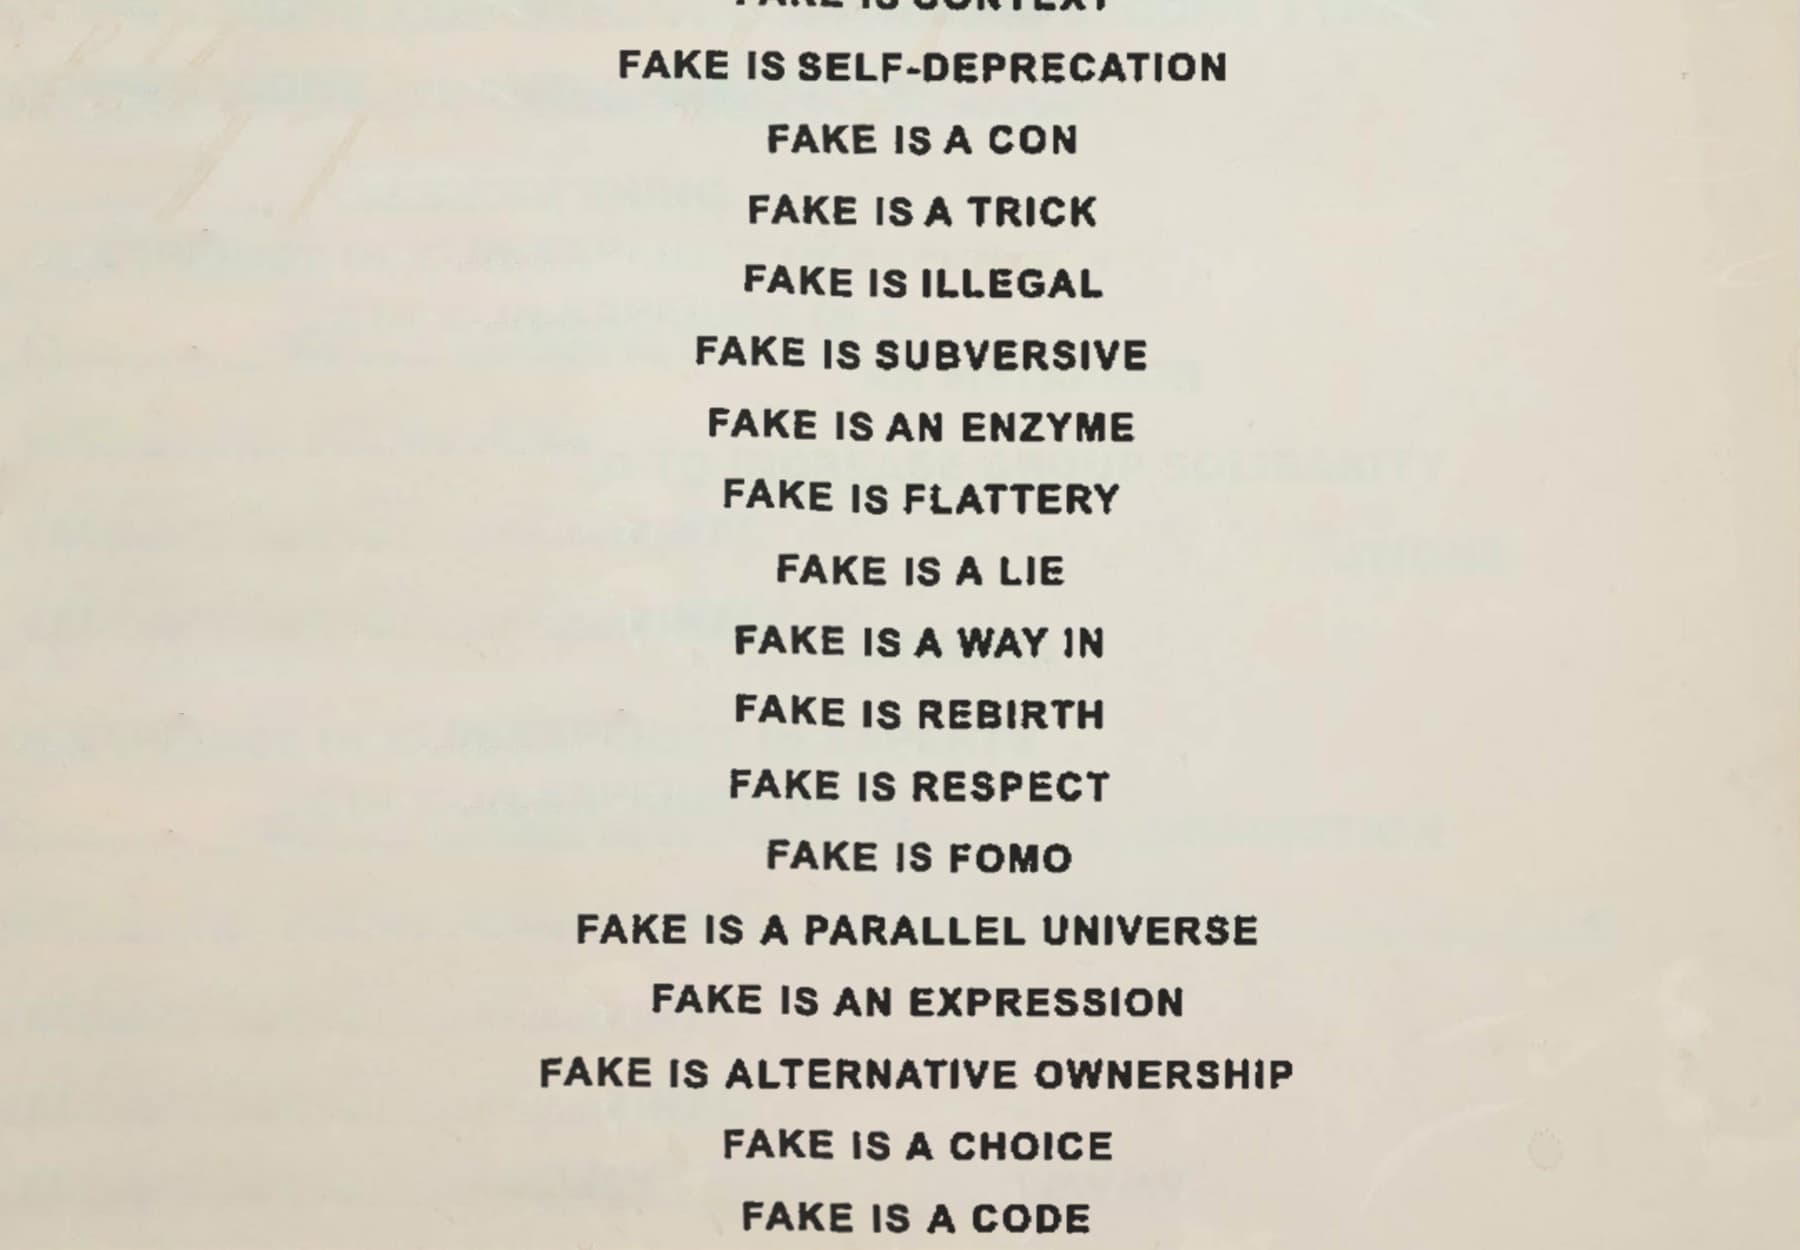 FAKE IS CONTEXT
FAKE IS SELF-DEPRECATION
FAKE IS A CON
FAKE IS A TRICK
FAKE IS ILLEGAL
FAKE IS SUBVERSIVE
FAKE IS AN ENZYME
FAKE IS FLATTERY
FAKE IS A LIE
FAKE IS A WAY IN
FAKE IS REBIRTH
FAKE IS RESPECT
FAKE IS FOMO
FAKE IS A PARALLEL UNIVERSE
FAKE IS AN EXPRESSION
FAKE IS ALTERNATIVE OWNERSHIP
FAKE IS A CHOICE
FAKE IS A CODE